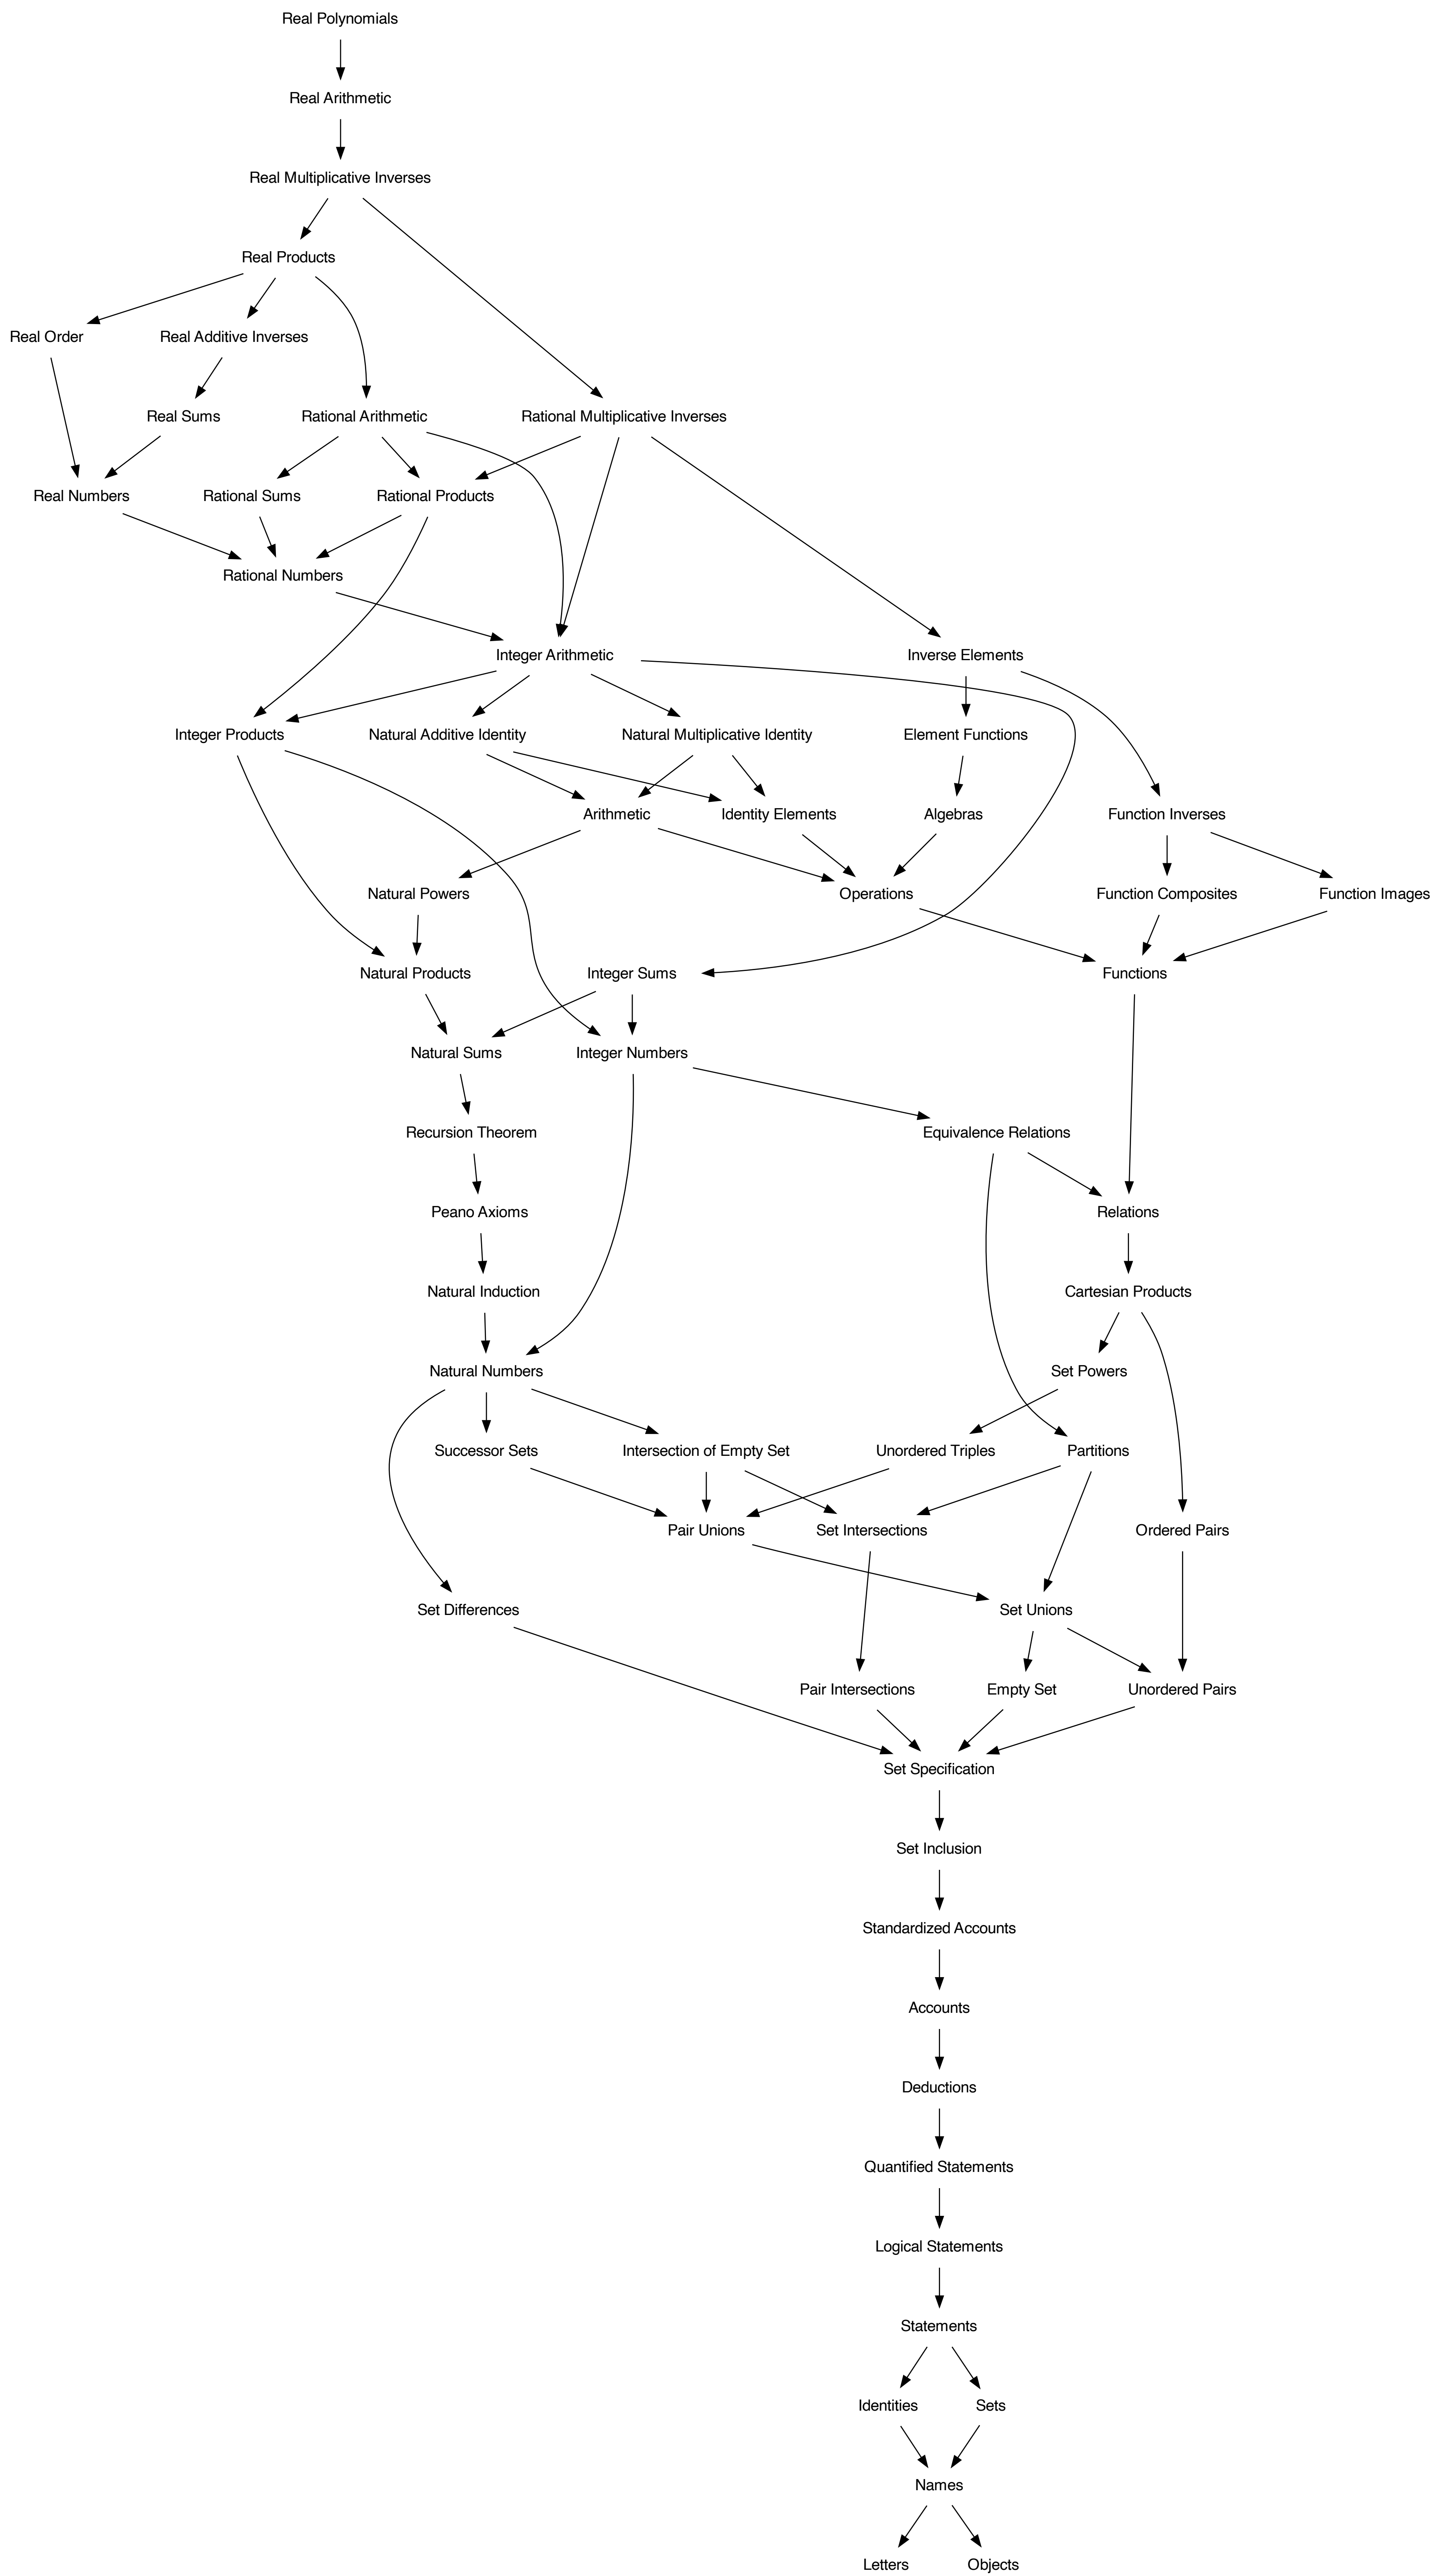 Real Polynomials
Real Arithmetic
Real Multiplicative Inverses
Real Products
Real Order
Real Additive Inverses
Real Sums
Rational Arithmetic
Rational Multiplicative Inverses
Real Numbers
Rational Sums
Rational Products
Rational Numbers
Integer Arithmetic
Inverse Elements
Integer Products
Natural Additive Identity
Natural Multiplicative Identity
Element Functions
Arithmetic
Identity Elements
Algebras
Function Inverses
Natural Powers
Operations
Function Composites
Function Images
Natural Products
Integer Sums
Functions
Natural Sums
Integer Numbers
Recursion Theorem
Equivalence Relations
Peano Axioms
Relations
Natural Induction
Cartesian Products
Natural Numbers
Set Powers
Successor Sets
Intersection of Empty Set
Unordered Triples
Partitions
Pair Unions
Set Intersections
Ordered Pairs
Set Differences
Set Unions
Pair Intersections
Empty Set
Unordered Pairs
Set Specification
Set Inclusion
Standardized Accounts
Accounts
Deductions
Quantified Statements
Logical Statements
Statements
Identities
Sets
Names
Letters
Objects